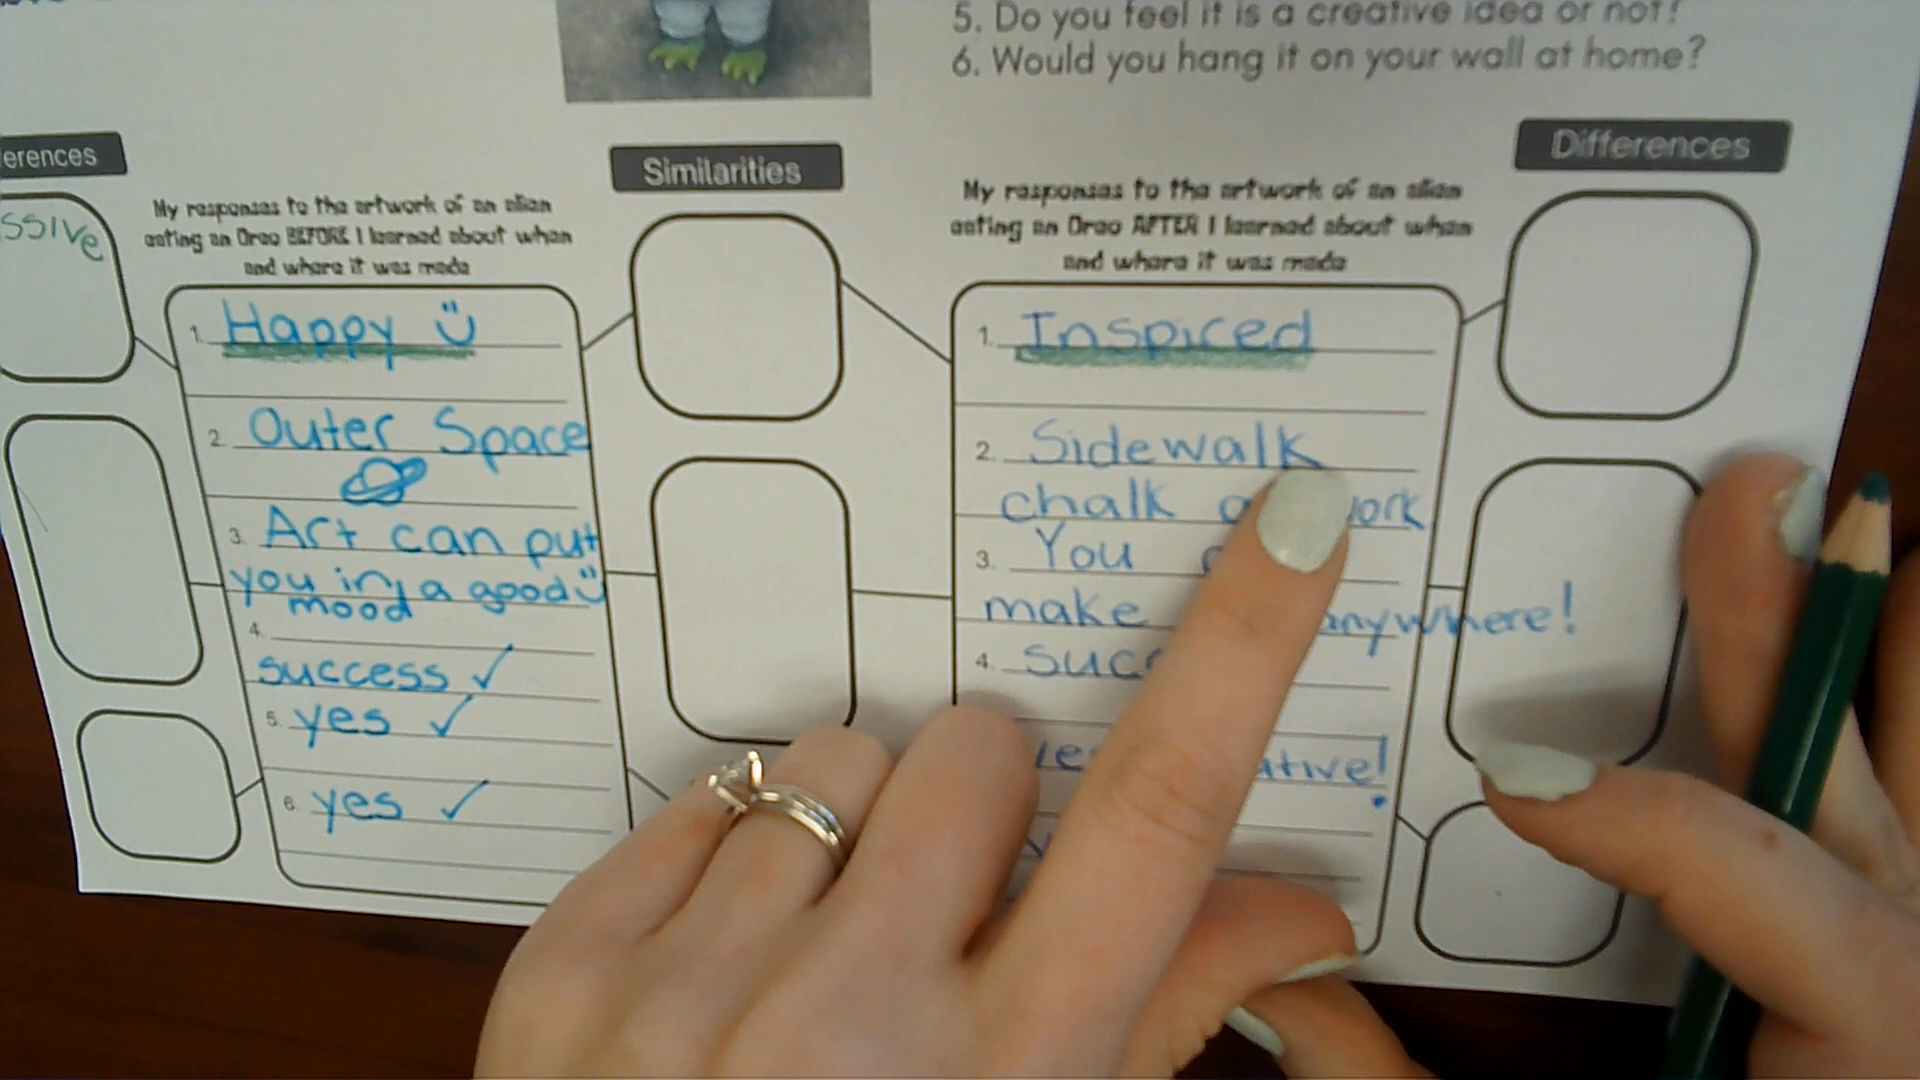 5. Do you feel it is a creative idea or not?
6. Would you hang it on your wall at home?
erences
Similarities
Differences
ssive
My responses to the artwork of an alien
eating an Oreo BEFORE I learned about when
and where it was made
1. Happy
2. Outer Space
3. Art can put
you in a good
mood
4.
success ✓
5. yes ✓
6. yes ✓
My responses to the artwork of an alien
eating an Oreo AFTER I learned about when
and where it was made
1. Inspired
2. Sidewalk
chalk
3. You
make anywhere!
4. succ